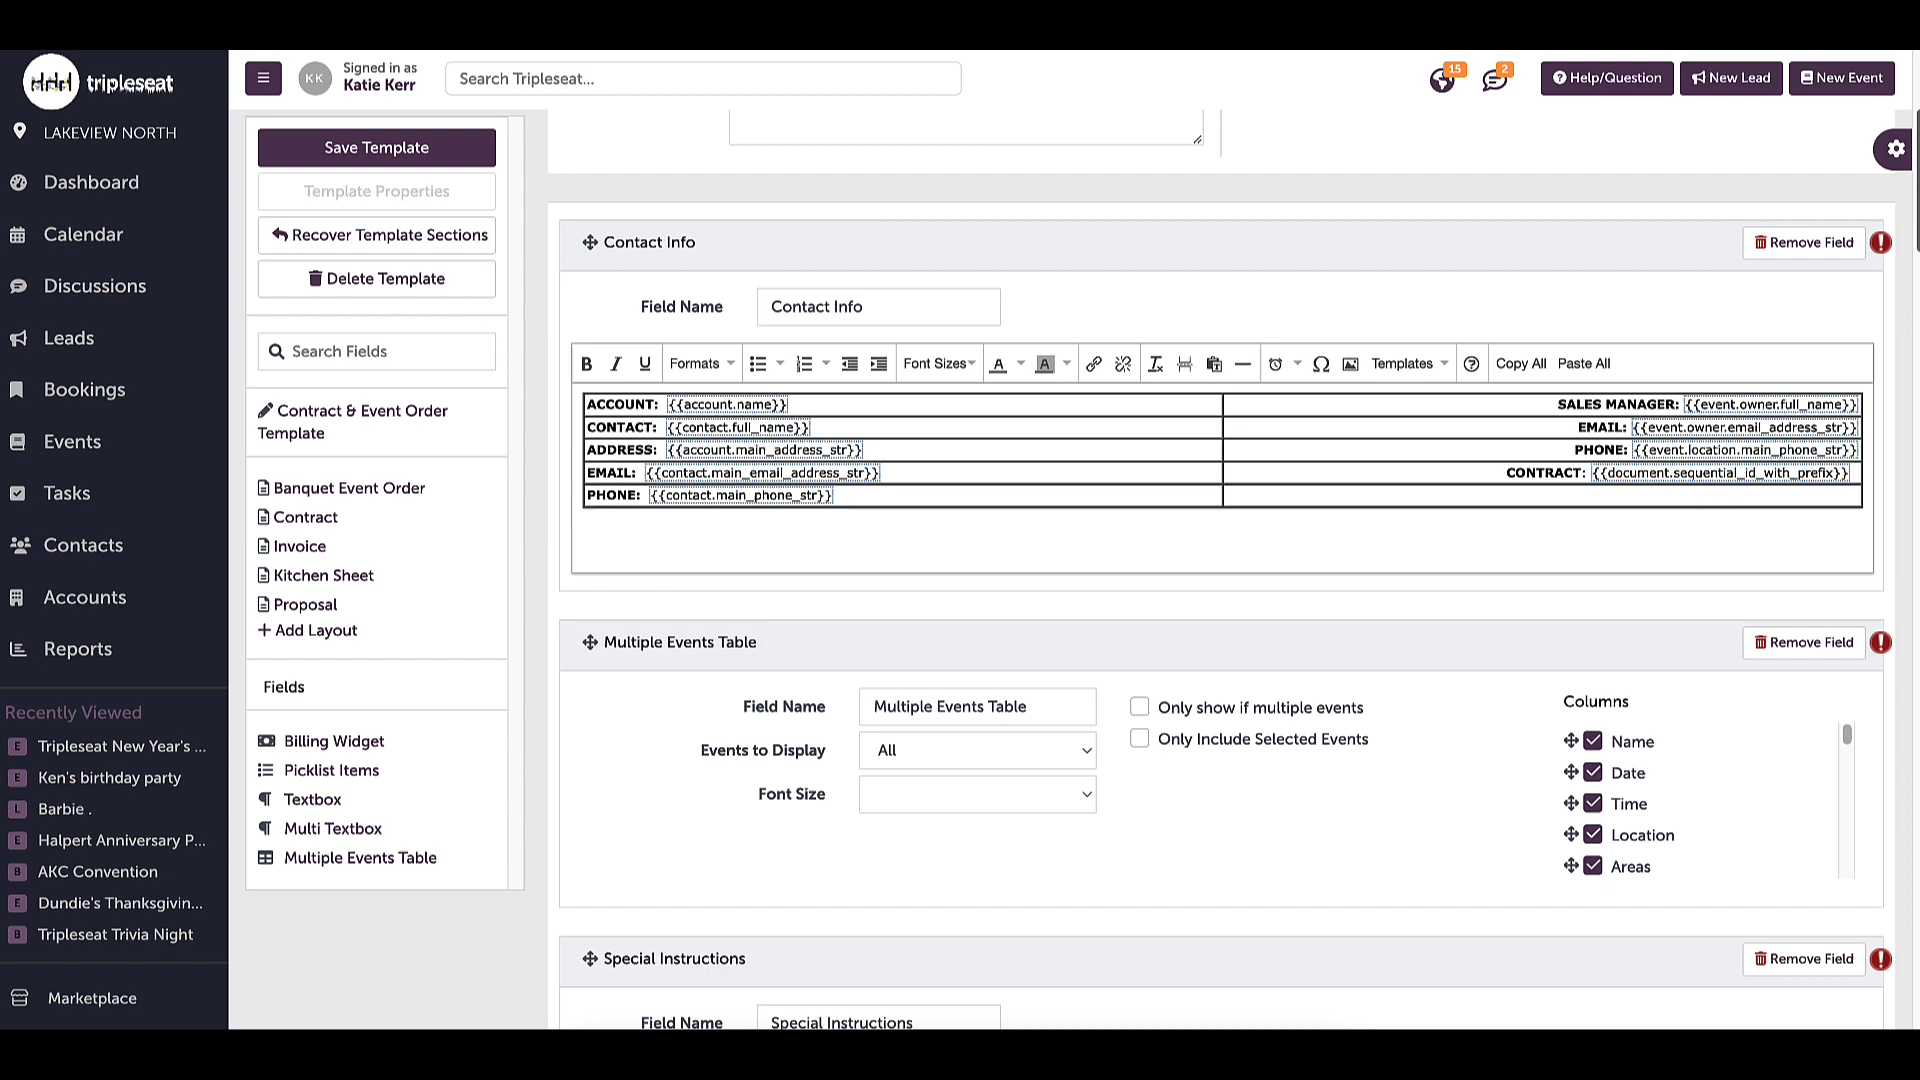 tripleseat
LAKEVIEW NORTH
Dashboard
Calendar
Discussions
Leads
Bookings
Events
Tasks
Contacts
Accounts
Reports
Recently Viewed
E Tripleseat New Year's ...
E Ken's birthday party
L Barbie .
E Halpert Anniversary P...
B AKC Convention
E Dundie's Thanksgivin...
B Tripleseat Trivia Night
Marketplace
KK
Signed in as
Katie Kerr
Search Tripleseat...
15
2
Help/Question
New Lead
New Event
Save Template
Template Properties
Recover Template Sections
Delete Template
Search Fields
Contract & Event Order
Template
Banquet Event Order
Contract
Invoice
Kitchen Sheet
Proposal
Add Layout
Fields
Billing Widget
Picklist Items
Textbox
Multi Textbox
Multiple Events Table
Contact Info
Remove Field
Field Name
Contact Info
B I U Formats Font Sizes A A Templates Copy All Paste All
ACCOUNT: {{account.name}} SALES MANAGER: {{event.owner.full_name}}
CONTACT: {{contact.full_name}} EMAIL: {{event.owner.email_address_str}}
ADDRESS: {{account.main_address_str}} PHONE: {{event.location.main_phone_str}}
EMAIL: {{contact.main_email_address_str}} CONTRACT: {{document.sequential_id_with_prefix}}
PHONE: {{contact.main_phone_str}}
Multiple Events Table
Remove Field
Field Name
Multiple Events Table
Events to Display
All
Font Size
Only show if multiple events
Only Include Selected Events
Columns
Name
Date
Time
Location
Areas
Special Instructions
Remove Field
Field Name
Special Instructions